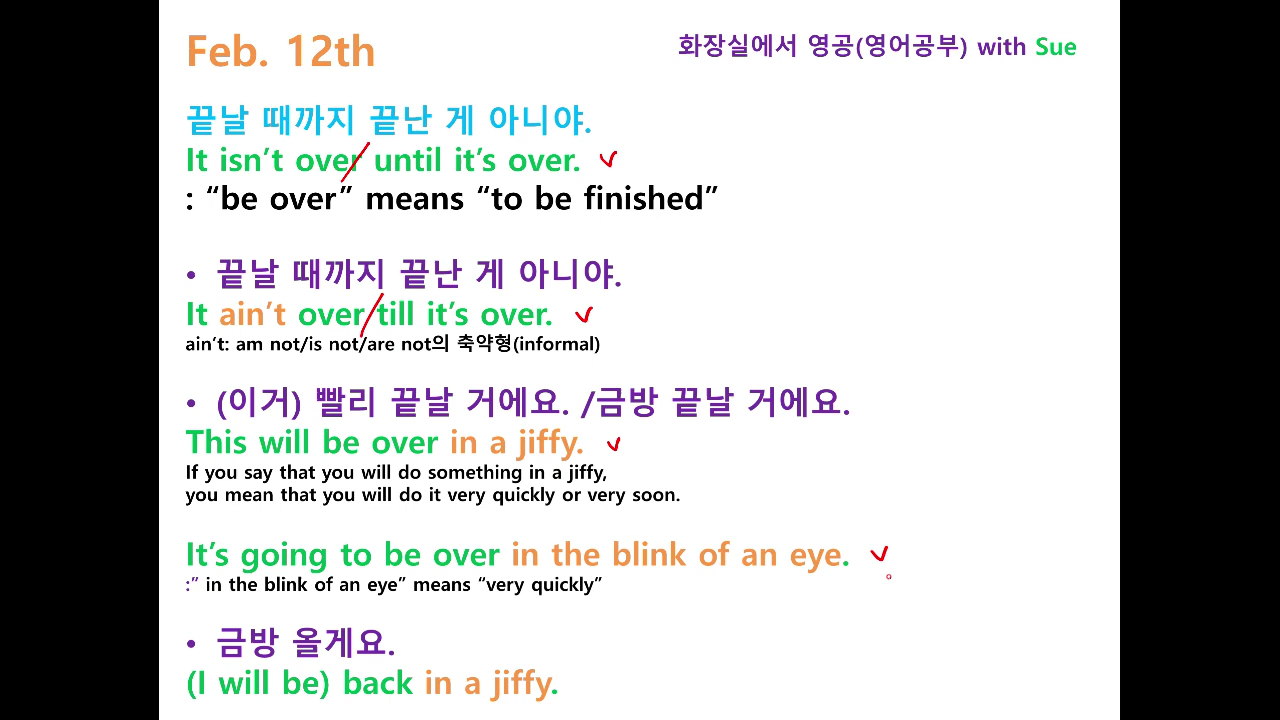 Feb. 12th
화장실에서 영공(영어공부) with Sue
끝날 때까지 끝난 게 아니야.
It isn't over until it's over.
: “be over” means “to be finished”
• 끝날 때까지 끝난 게 아니야.
It ain't over till it's over.
ain't: am not/is not/are not의 축약형(informal)
• (이거) 빨리 끝날 거에요. /금방 끝날 거에요.
This will be over in a jiffy.
If you say that you will do something in a jiffy,
you mean that you will do it very quickly or very soon.
It's going to be over in the blink of an eye.
:” in the blink of an eye” means “very quickly”
• 금방 올게요.
(I will be) back in a jiffy.